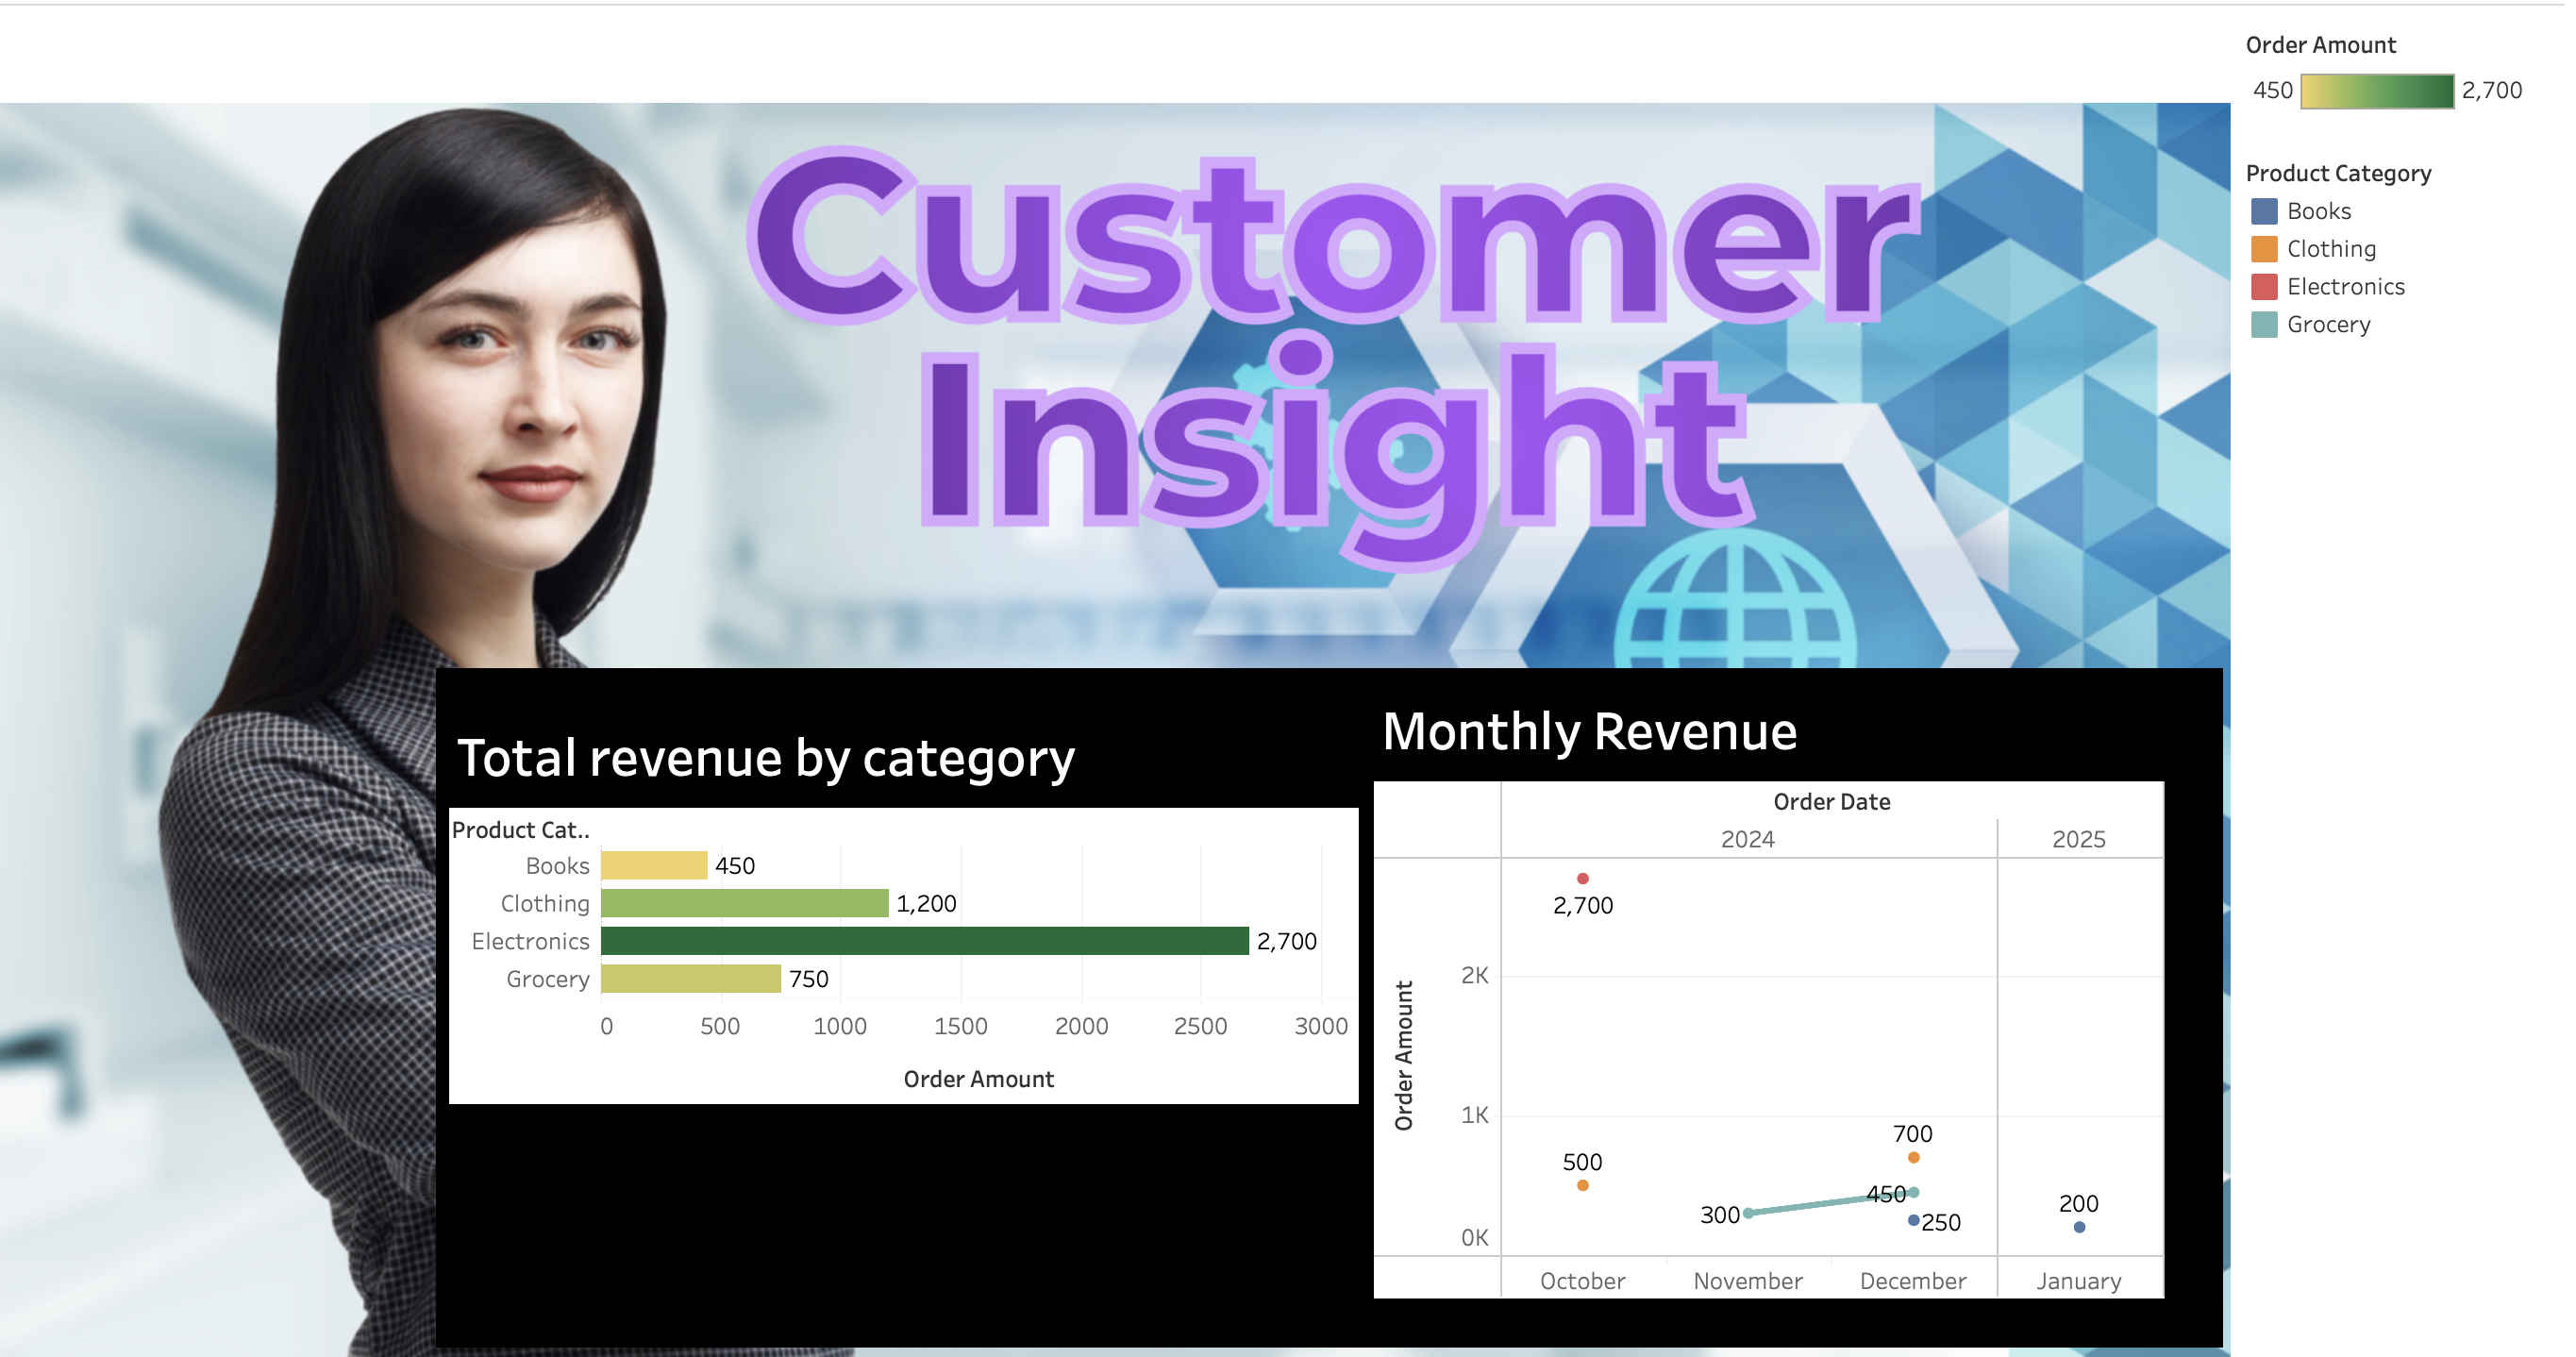 Order Amount
450 2,700
Product Category
Books
Clothing
Electronics
Grocery
Customer
Insight
Total revenue by category
Product Cat..
Books 450
Clothing 1,200
Electronics 2,700
Grocery 750
0 500 1000 1500 2000 2500 3000
Order Amount
Monthly Revenue
Order Date
2024 2025
2,700
2K
Order Amount
1K
700
500
450
200
300
250
0K
October November December January